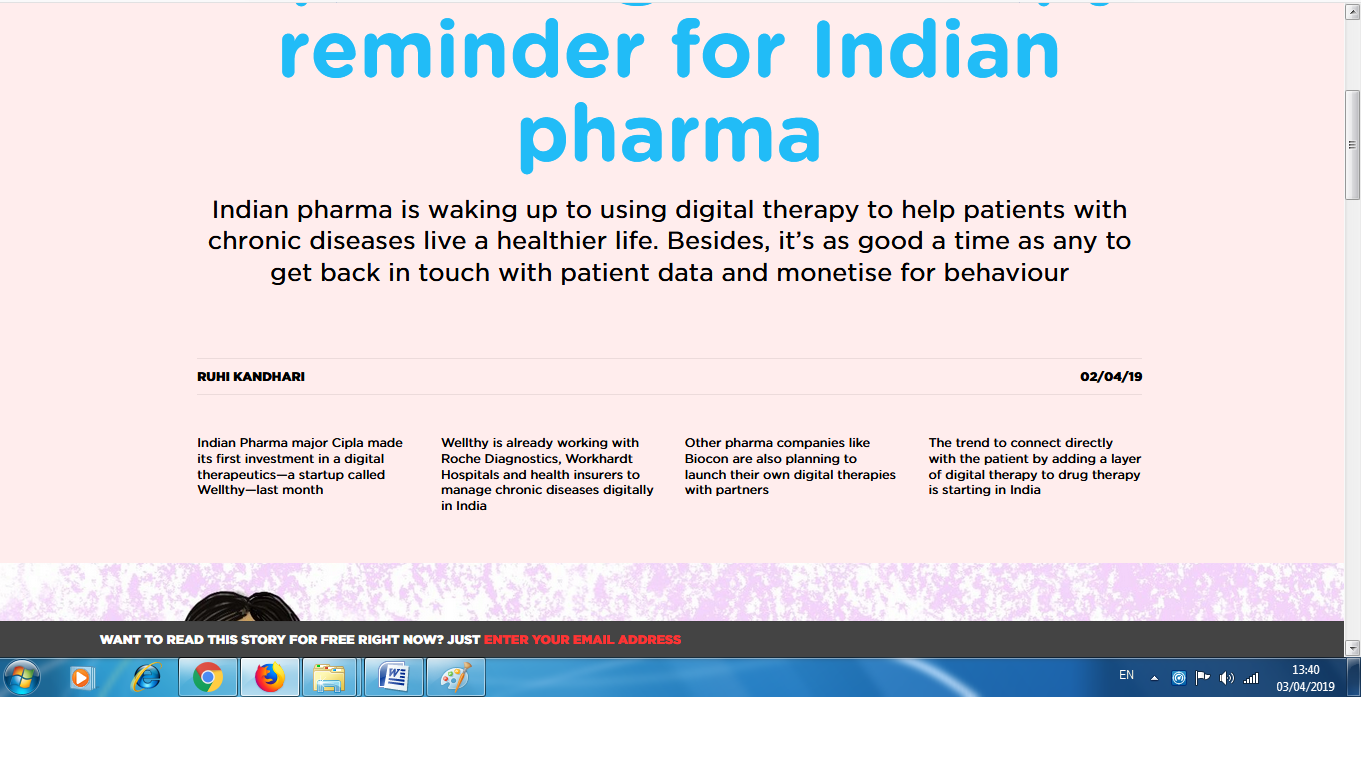 reminder for Indian
pharma
Indian pharma is waking up to using digital therapy to help patients with
chronic diseases live a healthier life. Besides, it’s as good a time as any to
get back in touch with patient data and monetise for behaviour
RUHI KANDHARI
02/04/19
Indian Pharma major Cipla made
its first investment in a digital
therapeutics—a startup called
Wellthy—last month
Wellthy is already working with
Roche Diagnostics, Workhardt
Hospitals and health insurers to
manage chronic diseases digitally
in India
Other pharma companies like
Biocon are also planning to
launch their own digital therapies
with partners
The trend to connect directly
with the patient by adding a layer
of digital therapy to drug therapy
is starting in India
WANT TO READ THIS STORY FOR FREE RIGHT NOW? JUST ENTER YOUR EMAIL ADDRESS
EN
13:40
03/04/2019